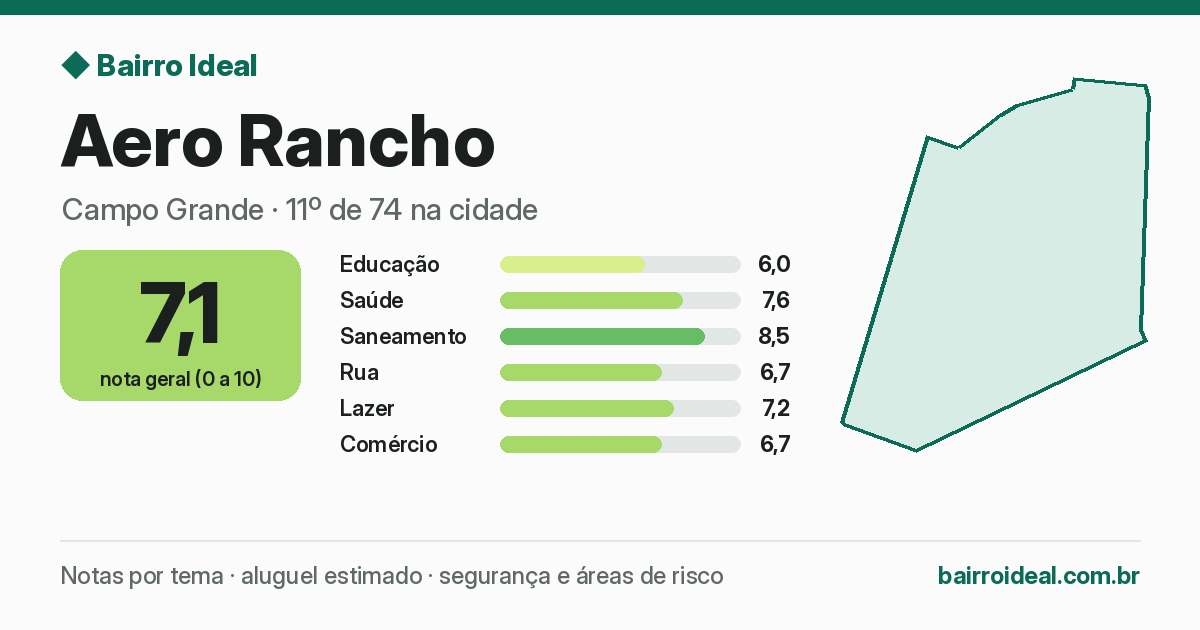 Bairro Ideal
Aero Rancho
Campo Grande · 11º de 74 na cidade
7,1
nota geral (0 a 10)
Educação 6,0
Saúde 7,6
Saneamento 8,5
Rua 6,7
Lazer 7,2
Comércio 6,7
Notas por tema · aluguel estimado · segurança e áreas de risco
bairroideal.com.br